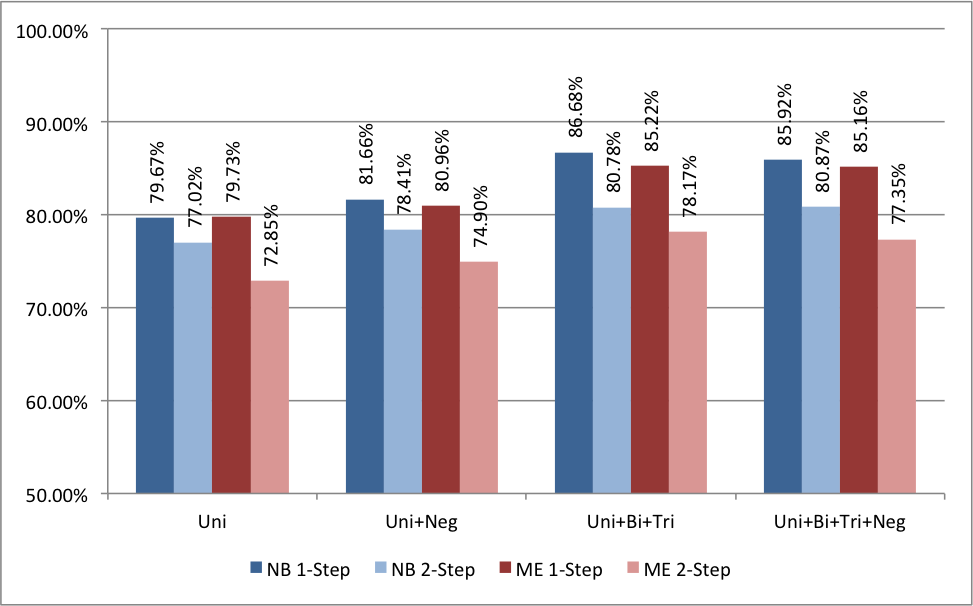 100.00%
90.00%
80.00%
70.00%
60.00%
50.00%
79.67%
77.02%
79.73%
72.85%
81.66%
78.41%
80.96%
74.90%
86.68%
80.78%
85.22%
78.17%
85.92%
80.87%
85.16%
77.35%
Uni
Uni+Neg
Uni+Bi+Tri
Uni+Bi+Tri+Neg
NB 1-Step
NB 2-Step
ME 1-Step
ME 2-Step